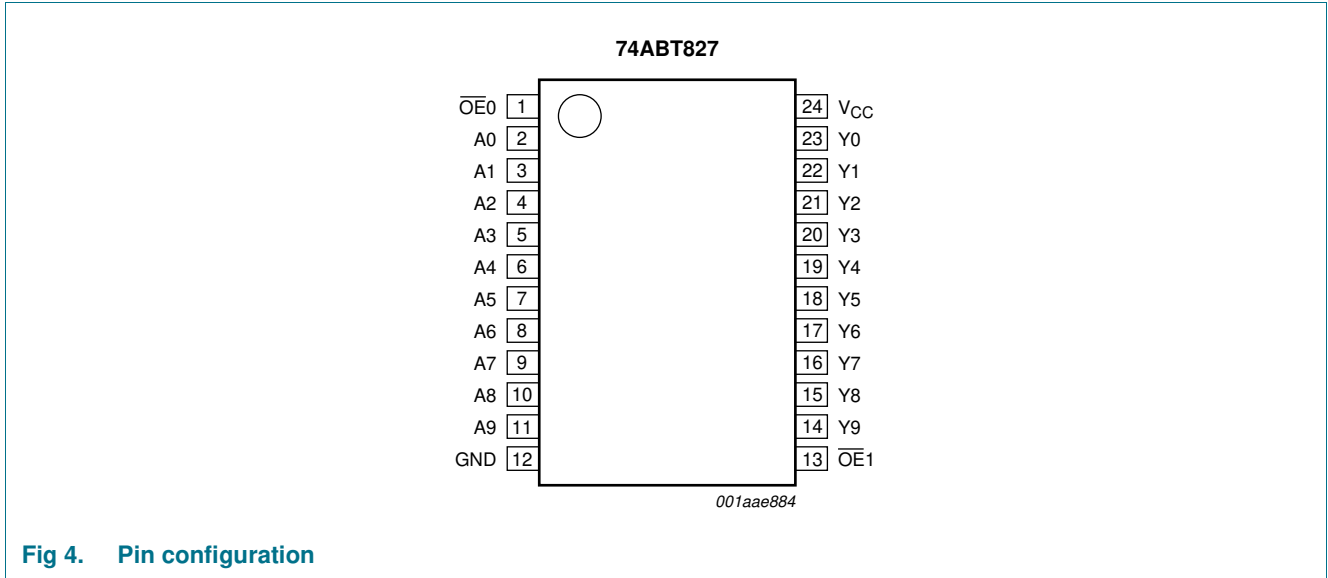 74ABT827
O̅E̅0 1
A0 2
A1 3
A2 4
A3 5
A4 6
A5 7
A6 8
A7 9
A8 10
A9 11
GND 12
24 VCC
23 Y0
22 Y1
21 Y2
20 Y3
19 Y4
18 Y5
17 Y6
16 Y7
15 Y8
14 Y9
13 O̅E̅1
001aae884
Fig 4. Pin configuration